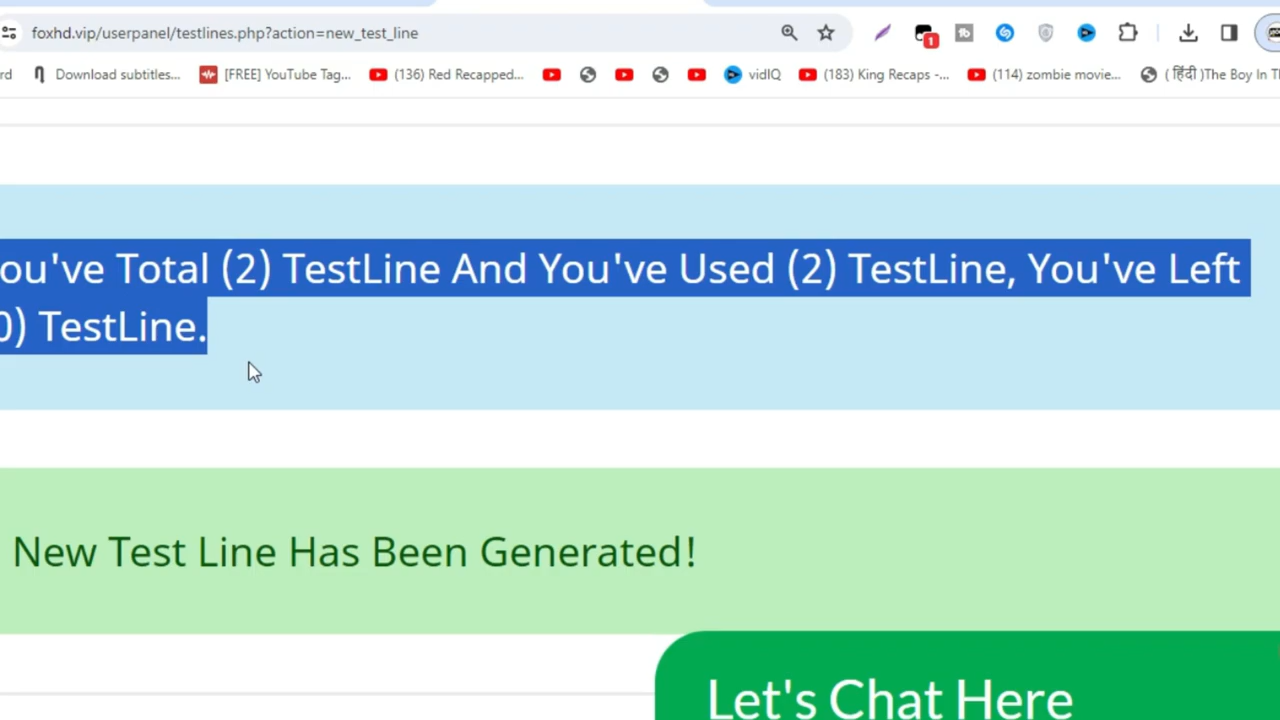 foxhd.vip/userpanel/testlines.php?action=new_test_line
1
rd Download subtitles... [FREE] YouTube Tag... (136) Red Recapped... vidIQ (183) King Recaps -... (114) zombie movie... ( हिंदी )The Boy In T
ou've Total (2) TestLine And You've Used (2) TestLine, You've Left
0) TestLine.
New Test Line Has Been Generated!
Let's Chat Here